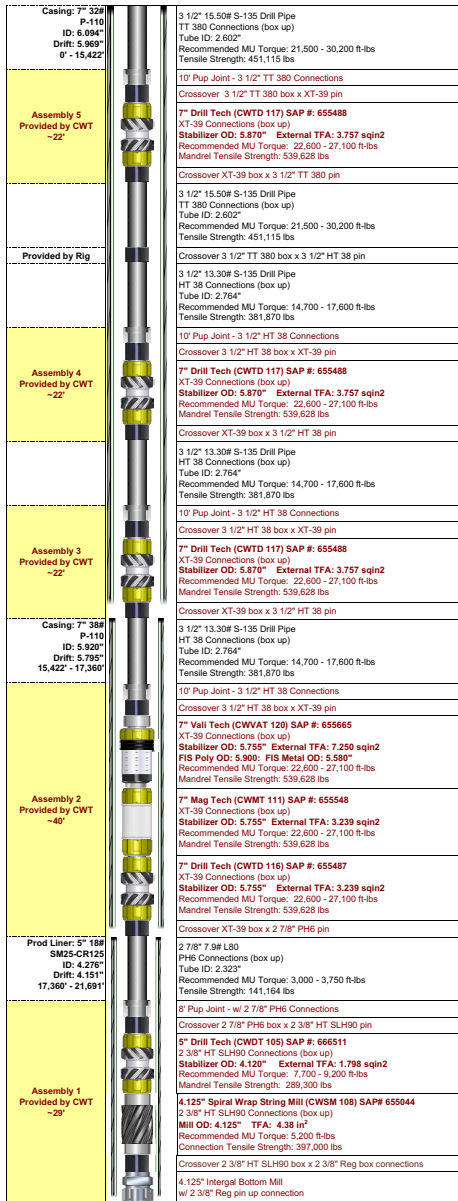 Casing: 7" 32#
P-110
ID: 6.094"
Drift: 5.969"
0' - 15,422'
3 1/2" 15.50# S-135 Drill Pipe
TT 380 Connections (box up)
Tube ID: 2.602"
Recommended MU Torque: 21,500 - 30,200 ft-lbs
Tensile Strength: 451,115 lbs
Assembly 5
Provided by CWT
~22'
10' Pup Joint - 3 1/2" TT 380 Connections
Crossover 3 1/2" TT 380 box x XT-39 pin
7" Drill Tech (CWTD 117) SAP #: 655488
XT-39 Connections (box up)
Stabilizer OD: 5.870" External TFA: 3.757 sqin2
Recommended MU Torque: 22,600 - 27,100 ft-lbs
Mandrel Tensile Strength: 539,628 lbs
Crossover XT-39 box x 3 1/2" TT 380 pin
3 1/2" 15.50# S-135 Drill Pipe
TT 380 Connections (box up)
Tube ID: 2.602"
Recommended MU Torque: 21,500 - 30,200 ft-lbs
Tensile Strength: 451,115 lbs
Provided by Rig
Crossover 3 1/2" TT 380 box x 3 1/2" HT 38 pin
3 1/2" 13.30# S-135 Drill Pipe
HT 38 Connections (box up)
Tube ID: 2.764"
Recommended MU Torque: 14,700 - 17,600 ft-lbs
Tensile Strength: 381,870 lbs
Assembly 4
Provided by CWT
~22'
10' Pup Joint - 3 1/2" HT 38 Connections
Crossover 3 1/2" HT 38 box x XT-39 pin
7" Drill Tech (CWTD 117) SAP #: 655488
XT-39 Connections (box up)
Stabilizer OD: 5.870" External TFA: 3.757 sqin2
Recommended MU Torque: 22,600 - 27,100 ft-lbs
Mandrel Tensile Strength: 539,628 lbs
Crossover XT-39 box x 3 1/2" HT 38 pin
3 1/2" 13.30# S-135 Drill Pipe
HT 38 Connections (box up)
Tube ID: 2.764"
Recommended MU Torque: 14,700 - 17,600 ft-lbs
Tensile Strength: 381,870 lbs
Assembly 3
Provided by CWT
~22'
10' Pup Joint - 3 1/2" HT 38 Connections
Crossover 3 1/2" HT 38 box x XT-39 pin
7" Drill Tech (CWTD 117) SAP #: 655488
XT-39 Connections (box up)
Stabilizer OD: 5.870" External TFA: 3.757 sqin2
Recommended MU Torque: 22,600 - 27,100 ft-lbs
Mandrel Tensile Strength: 539,628 lbs
Crossover XT-39 box x 3 1/2" HT 38 pin
Casing: 7" 38#
P-110
ID: 5.920"
Drift: 5.795"
15,422' - 17,360'
3 1/2" 13.30# S-135 Drill Pipe
HT 38 Connections (box up)
Tube ID: 2.764"
Recommended MU Torque: 14,700 - 17,600 ft-lbs
Tensile Strength: 381,870 lbs
Assembly 2
Provided by CWT
~40'
10' Pup Joint - 3 1/2" HT 38 Connections
Crossover 3 1/2" HT 38 box x XT-39 pin
7" Vali Tech (CWVAT 120) SAP #: 655665
XT-39 Connections (box up)
Stabilizer OD: 5.755" External TFA: 7.250 sqin2
FIS Poly OD: 5.900: FIS Metal OD: 5.580"
Recommended MU Torque: 22,600 - 27,100 ft-lbs
Mandrel Tensile Strength: 539,628 lbs
7" Mag Tech (CWMT 111) SAP #: 655548
XT-39 Connections (box up)
Stabilizer OD: 5.755" External TFA: 3.239 sqin2
Recommended MU Torque: 22,600 - 27,100 ft-lbs
Mandrel Tensile Strength: 539,628 lbs
7" Drill Tech (CWTD 116) SAP #: 655487
XT-39 Connections (box up)
Stabilizer OD: 5.755" External TFA: 3.239 sqin2
Recommended MU Torque: 22,600 - 27,100 ft-lbs
Mandrel Tensile Strength: 539,628 lbs
Crossover XT-39 box x 2 7/8" PH6 pin
Prod Liner: 5" 18#
SM25-CR125
ID: 4.276"
Drift: 4.151"
17,360' - 21,691'
2 7/8" 7.9# L80
PH6 Connections (box up)
Tube ID: 2.323"
Recommended MU Torque: 3,000 - 3,750 ft-lbs
Tensile Strength: 141,164 lbs
Assembly 1
Provided by CWT
~29'
8' Pup Joint - w/ 2 7/8" PH6 Connections
Crossover 2 7/8" PH6 box x 2 3/8" HT SLH90 pin
5" Drill Tech (CWDT 105) SAP #: 666511
2 3/8" HT SLH90 Connections (box up)
Stabilizer OD: 4.120" External TFA: 1.798 sqin2
Recommended MU Torque: 7,700 - 9,200 ft-lbs
Mandrel Tensile Strength: 289,300 lbs
4.125" Spiral Wrap String Mill (CWSM 108) SAP# 655044
2 3/8" HT SLH90 Connections (box up)
Mill OD: 4.125" TFA: 4.38 in²
Recommended MU Torque: 5,200 ft-lbs
Connection Tensile Strength: 397,000 lbs
Crossover 2 3/8" HT SLH90 box x 2 3/8" Reg box connections
4.125" Intergal Bottom Mill
w/ 2 3/8" Reg pin up connection